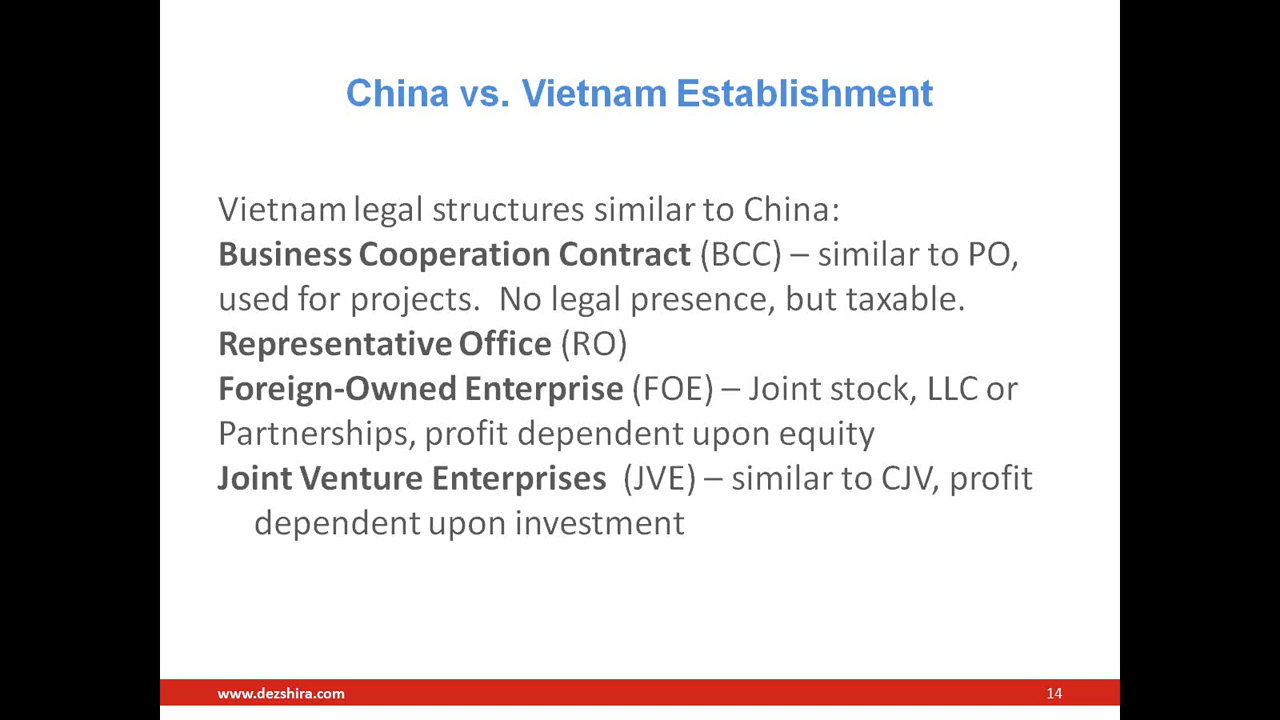 China vs. Vietnam Establishment
Vietnam legal structures similar to China:
Business Cooperation Contract (BCC) – similar to PO,
used for projects.  No legal presence, but taxable.
Representative Office (RO)
Foreign-Owned Enterprise (FOE) – Joint stock, LLC or
Partnerships, profit dependent upon equity
Joint Venture Enterprises  (JVE) – similar to CJV, profit
dependent upon investment
www.dezshira.com
14